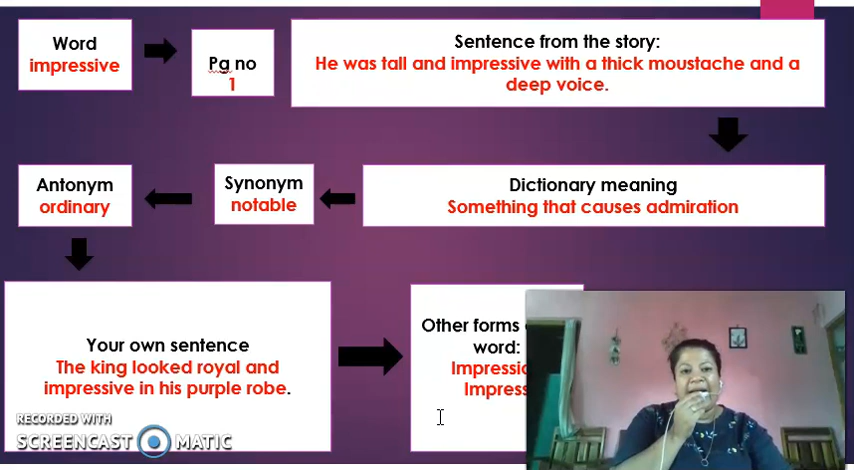 Word
impressive
Pg no
1
Sentence from the story:
He was tall and impressive with a thick moustache and a
deep voice.
Dictionary meaning
Something that causes admiration
Synonym
notable
Antonym
ordinary
Your own sentence
The king looked royal and
impressive in his purple robe.
Other forms
word:
RECORDED WITH
SCREENCAST MATIC